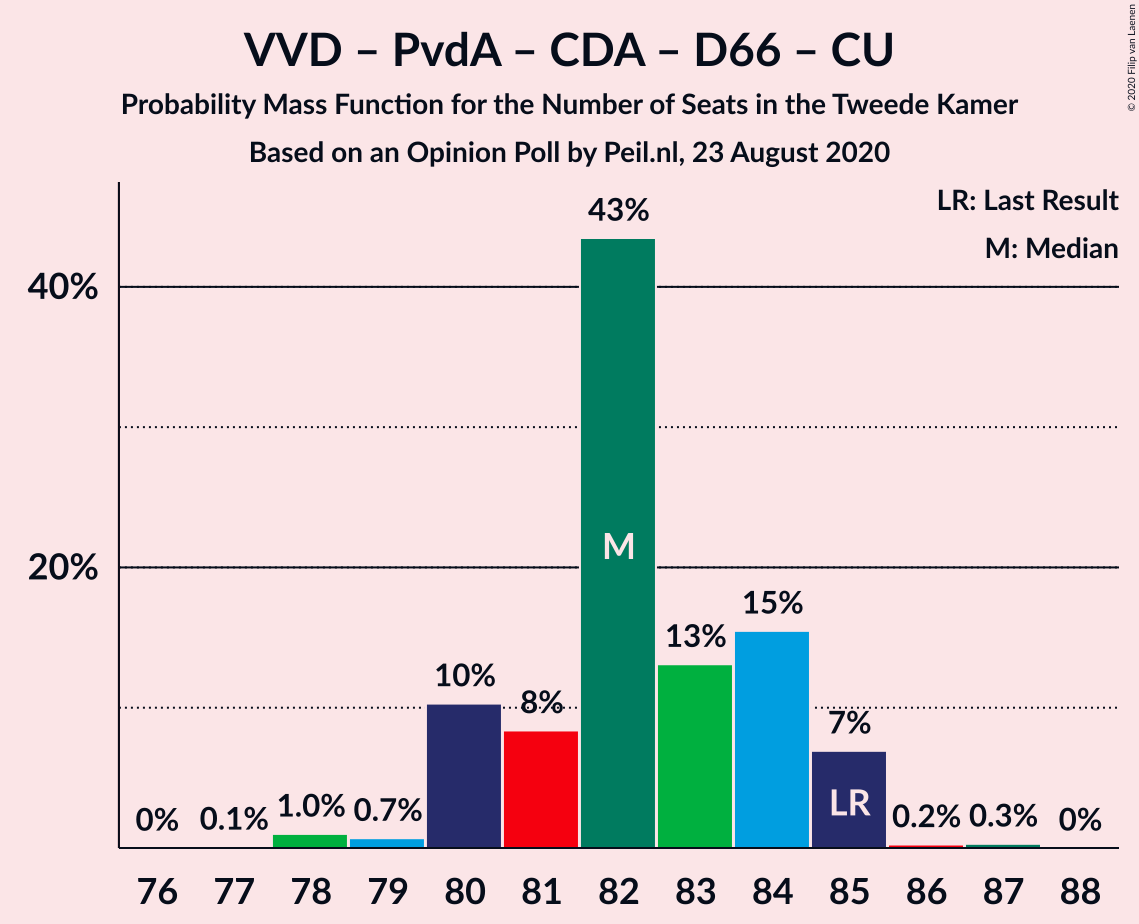 VVD – PvdA – CDA – D66 – CU
Probability Mass Function for the Number of Seats in the Tweede Kamer
Based on an Opinion Poll by Peil.nl, 23 August 2020
© 2020 Filip van Laenen
LR: Last Result
M: Median
43%
40%
M
20%
15%
13%
10%
8%
7%
LR
0% 0.1% 1.0% 0.7% 0.2% 0.3% 0%
76 77 78 79 80 81 82 83 84 85 86 87 88